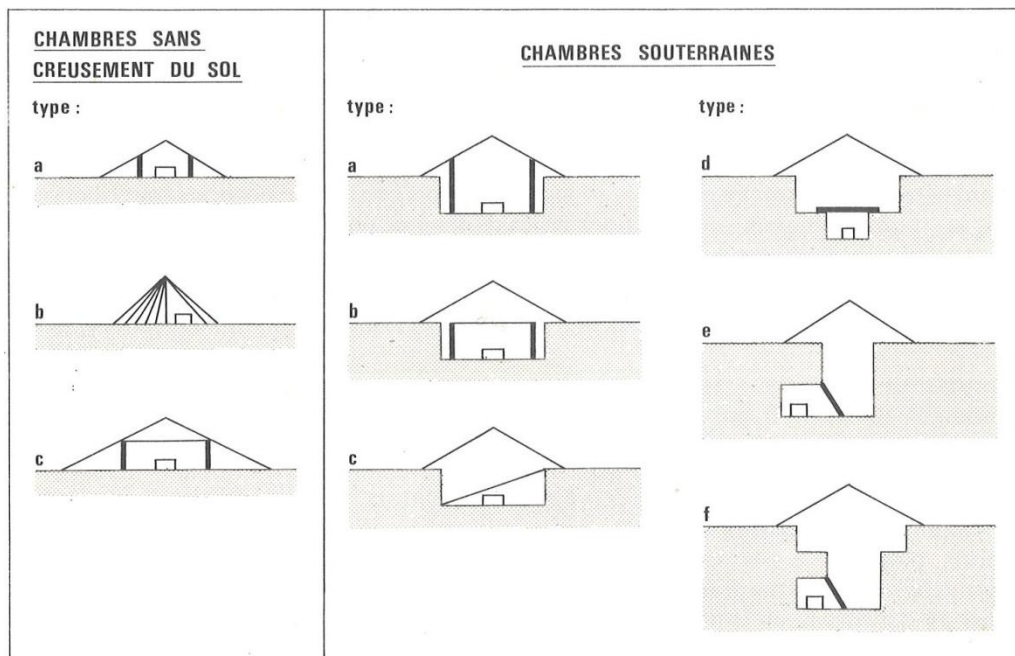 CHAMBRES SANS
CREUSEMENT DU SOL
type :
a
b
c
CHAMBRES SOUTERRAINES
type :
a
b
c
type :
d
e
f